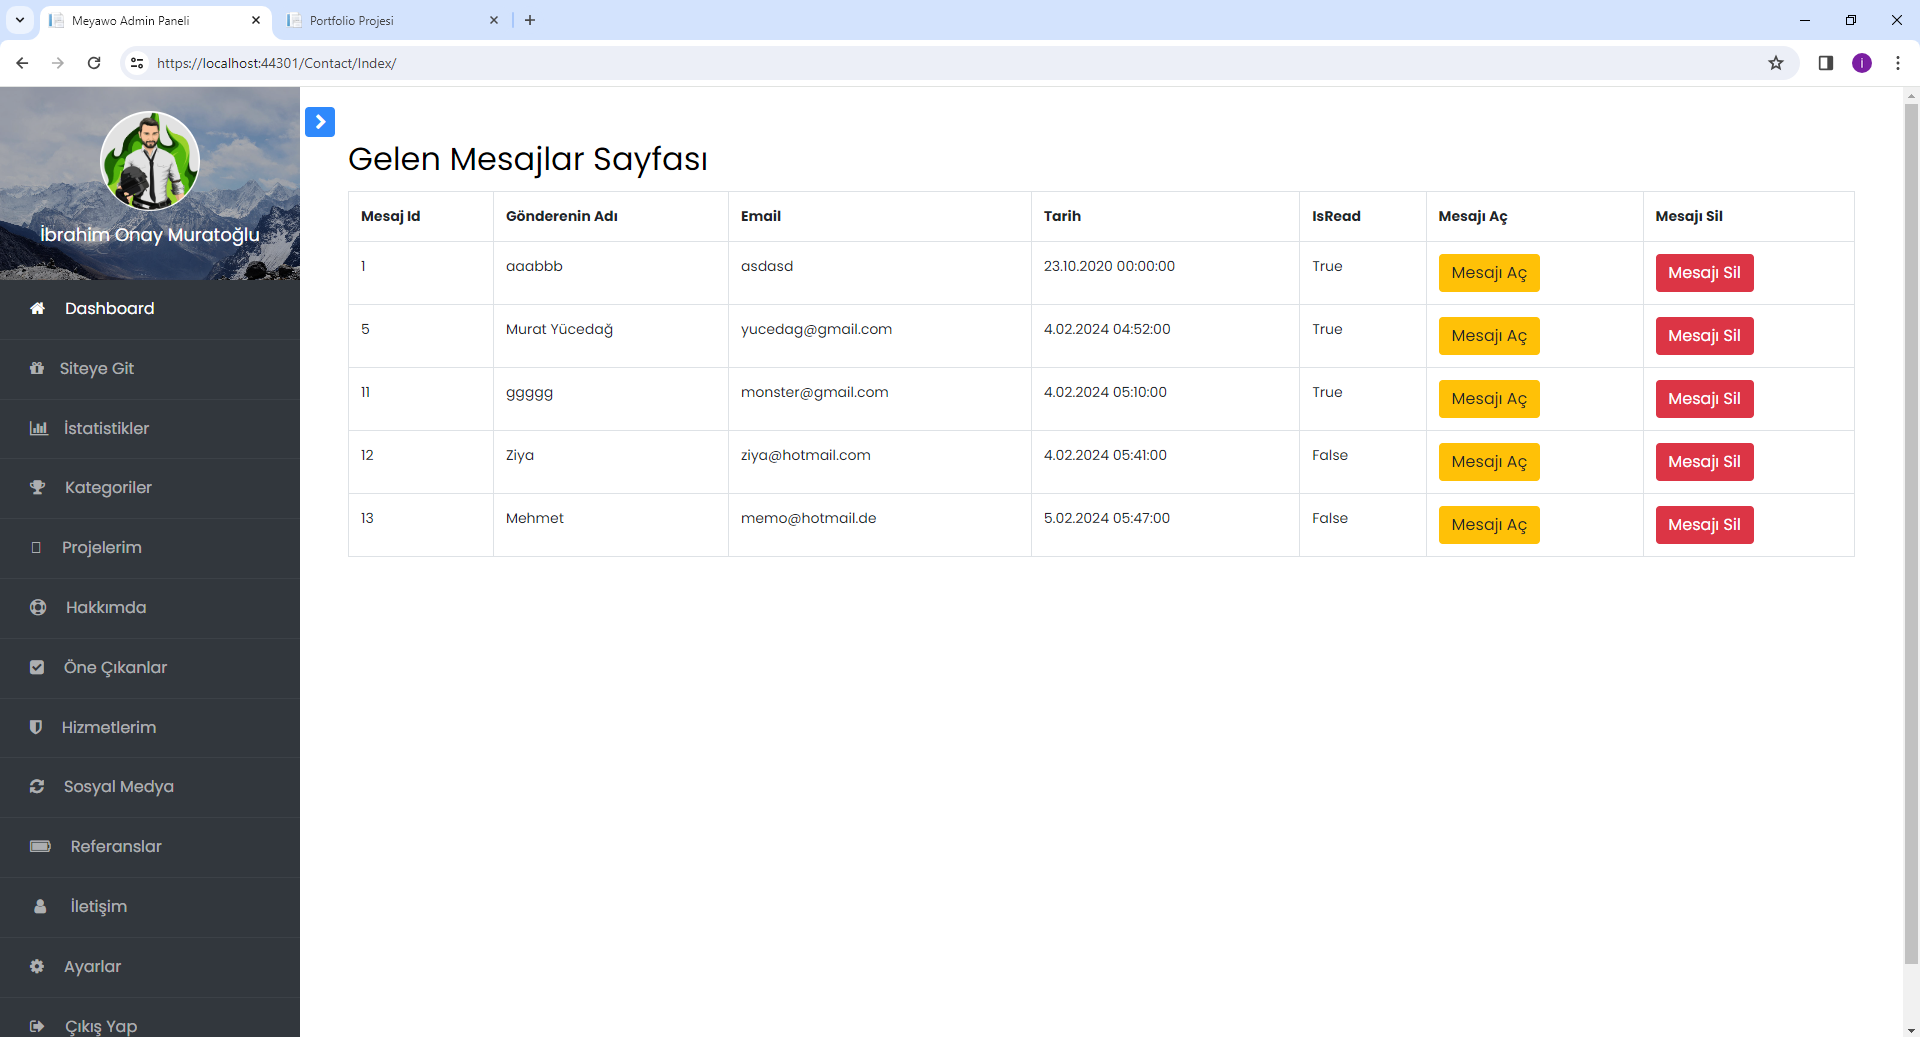 Meyawo Admin Paneli
Portfolio Projesi
https://localhost:44301/Contact/Index/
i
İbrahim Onay Muratoğlu
Dashboard
Siteye Git
İstatistikler
Kategoriler
Projelerim
Hakkımda
Öne Çıkanlar
Hizmetlerim
Sosyal Medya
Referanslar
İletişim
Ayarlar
Çıkış Yap
Gelen Mesajlar Sayfası
Mesaj Id Gönderenin Adı Email Tarih IsRead Mesajı Aç Mesajı Sil
1 aaabbb asdasd 23.10.2020 00:00:00 True Mesajı Aç Mesajı Sil
5 Murat Yücedağ yucedag@gmail.com 4.02.2024 04:52:00 True Mesajı Aç Mesajı Sil
11 ggggg monster@gmail.com 4.02.2024 05:10:00 True Mesajı Aç Mesajı Sil
12 Ziya ziya@hotmail.com 4.02.2024 05:41:00 False Mesajı Aç Mesajı Sil
13 Mehmet memo@hotmail.de 5.02.2024 05:47:00 False Mesajı Aç Mesajı Sil